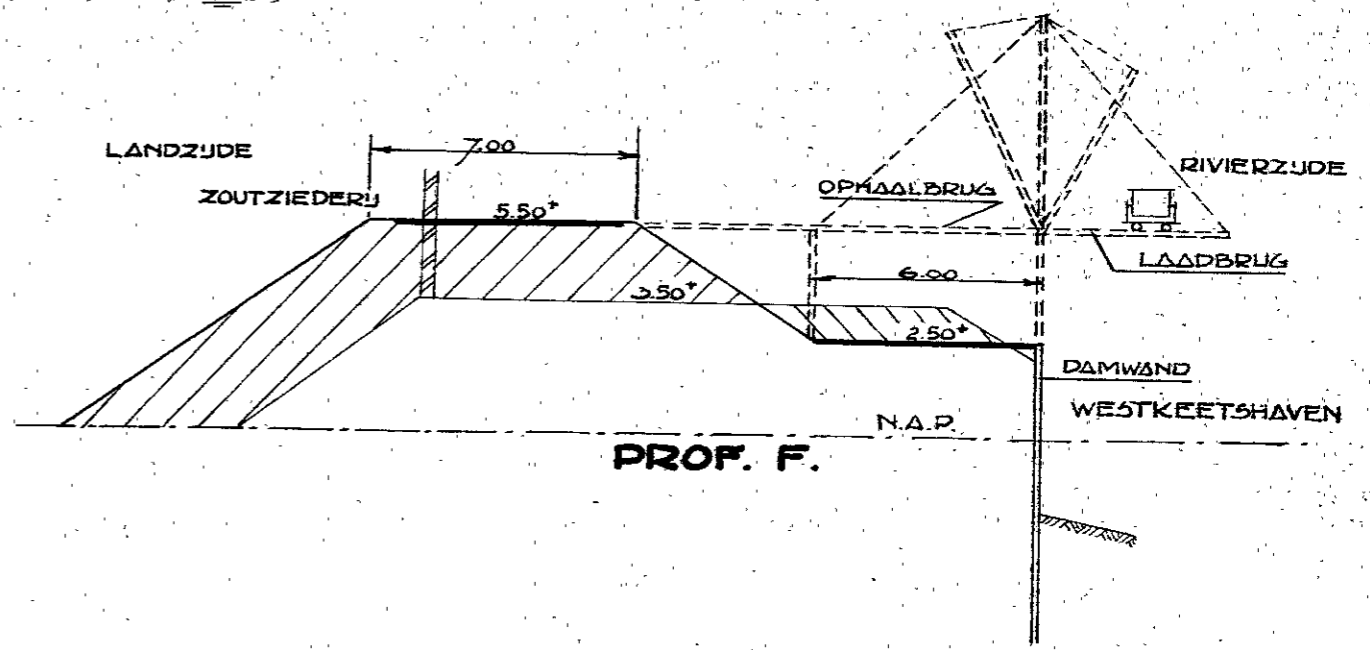 LANDZIJDE
7.00
RIVIERZIJDE
ZOUTZIEDERIJ
OPHAALBRUG
5.50+
LAADBRUG
6.00
3.50+
2.50+
DAMWAND
WESTKEETSHAVEN
N.A.P.
PROF. F.